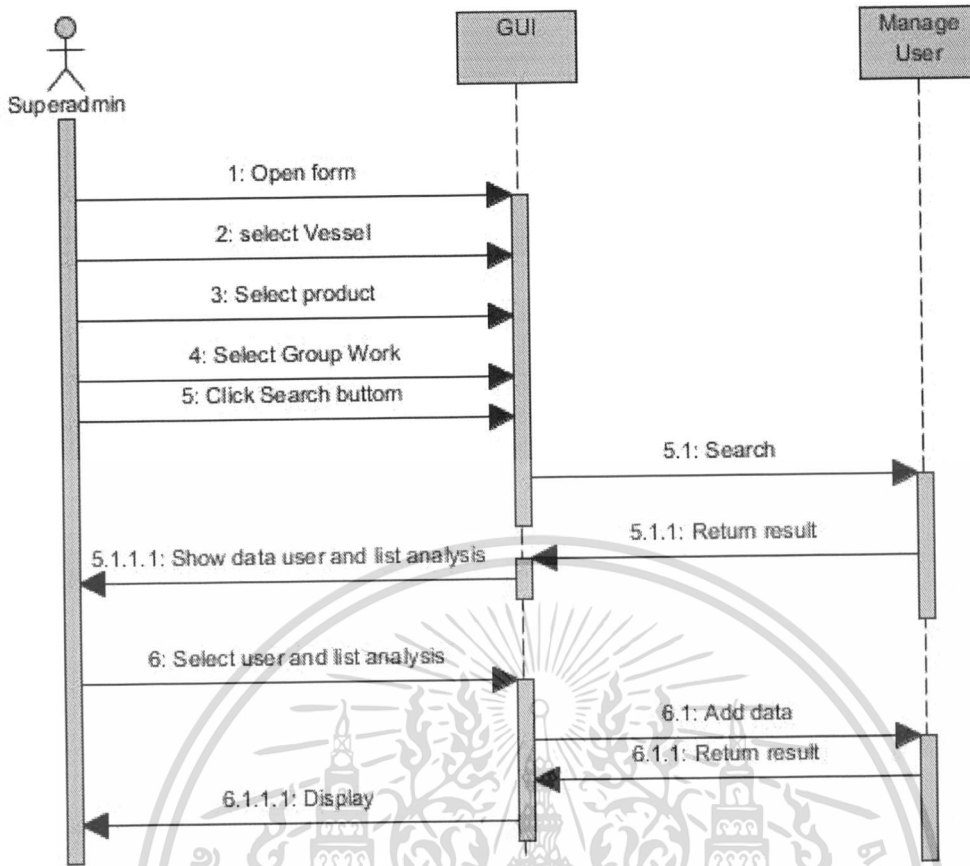 GUI
Manage
User
Superadmin
1: Open form
2: select Vessel
3: Select product
4: Select Group Work
5: Click Search buttom
5.1: Search
5.1.1: Return result
5.1.1.1: Show data user and list analysis
6: Select user and list analysis
6.1: Add data
6.1.1: Return result
6.1.1.1: Display